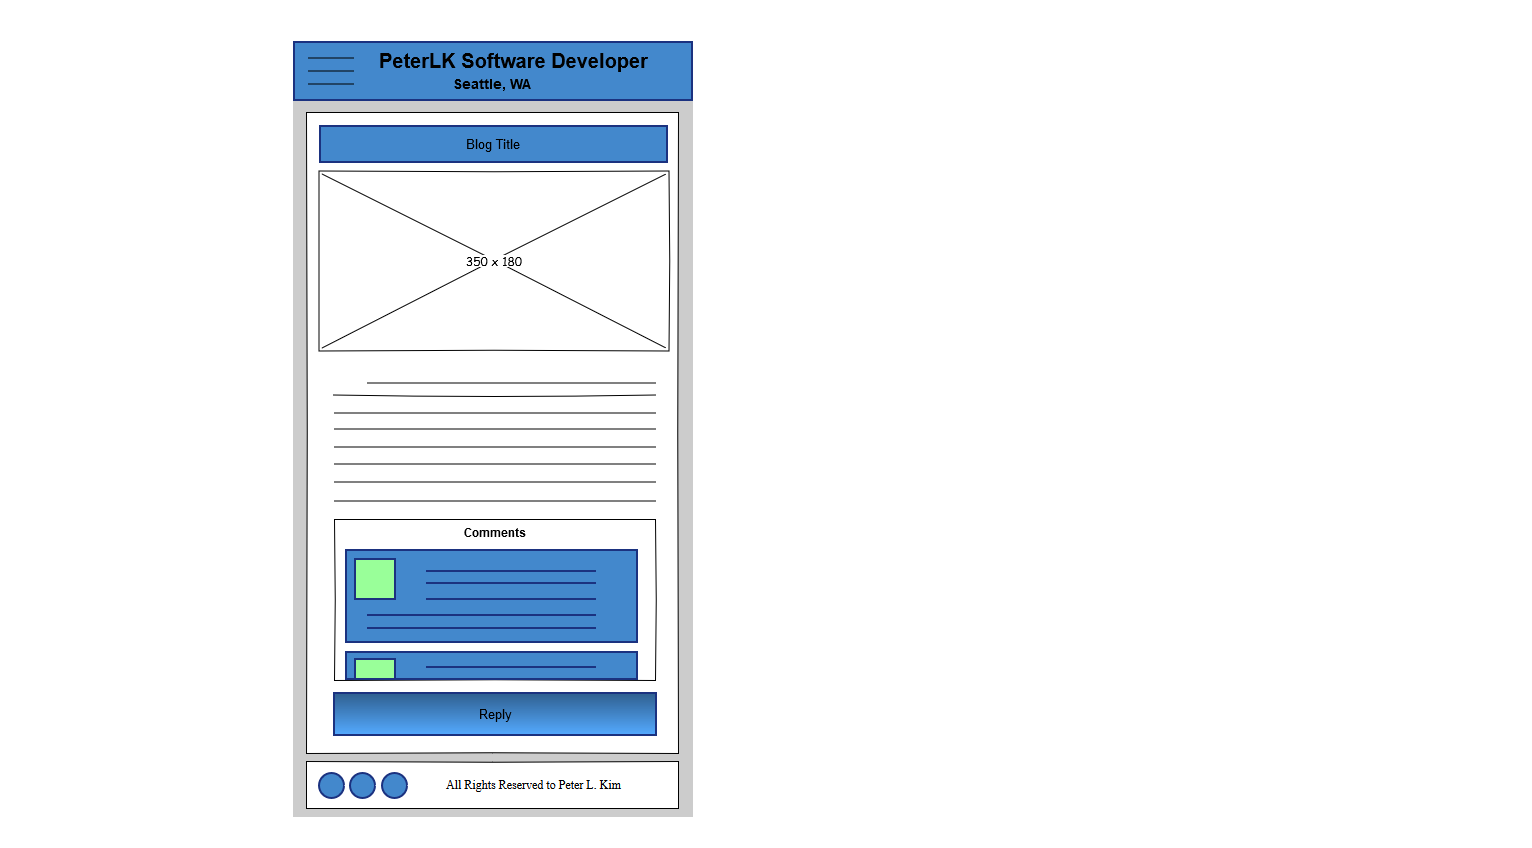 PeterLK Software Developer
Seattle, WA
Blog Title
350 x 180
Comments
Reply
All Rights Reserved to Peter L. Kim